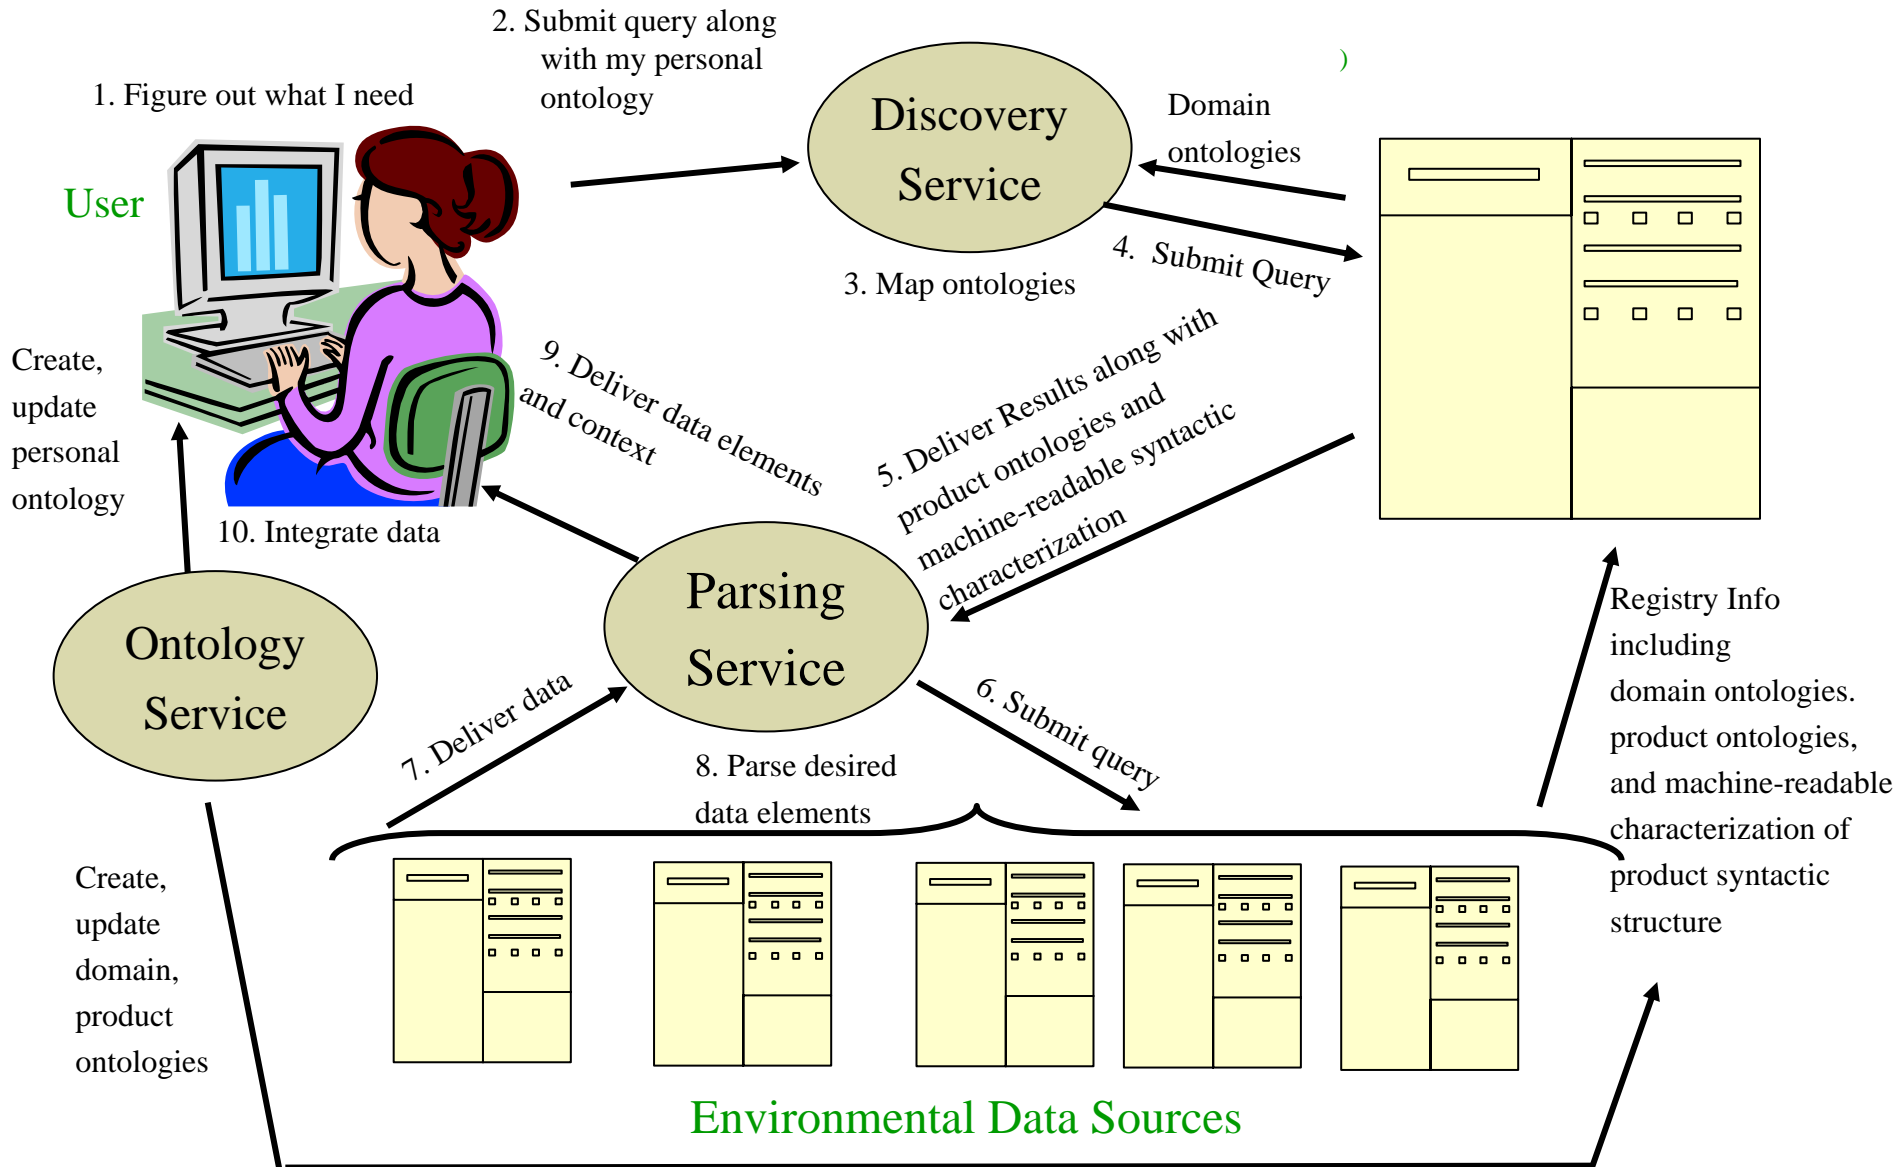 2. Submit query along
with my personal
ontology
)
1. Figure out what I need
Discovery
Service
Domain
ontologies
User
4. Submit Query
3. Map ontologies
Create,
update
personal
ontology
9. Deliver data elements
and context
5. Deliver Results along with
product ontologies and
machine-readable syntactic
characterization
10. Integrate data
Parsing
Service
Ontology
Service
Registry Info
including
domain ontologies.
product ontologies,
and machine-readable
characterization of
product syntactic
structure
7. Deliver data
6. Submit query
8. Parse desired
data elements
Create,
update
domain,
product
ontologies
Environmental Data Sources